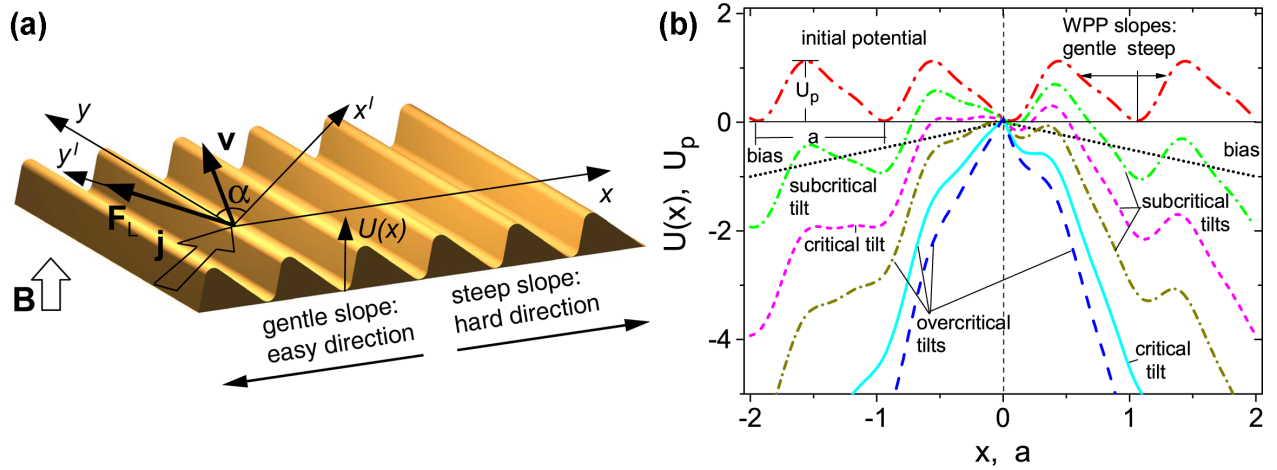 (a)
y
y′
v
x′
α
x
F_L
j
U(x)
B
gentle slope:
easy direction
steep slope:
hard direction
(b)
2
0
-2
-4
U(x), U_p
initial potential
WPP slopes:
gentle steep
U_p
a
bias
bias
subcritical
tilt
subcritical
tilts
critical tilt
overcritical
tilts
critical
tilt
-2 -1 0 1 2
x, a